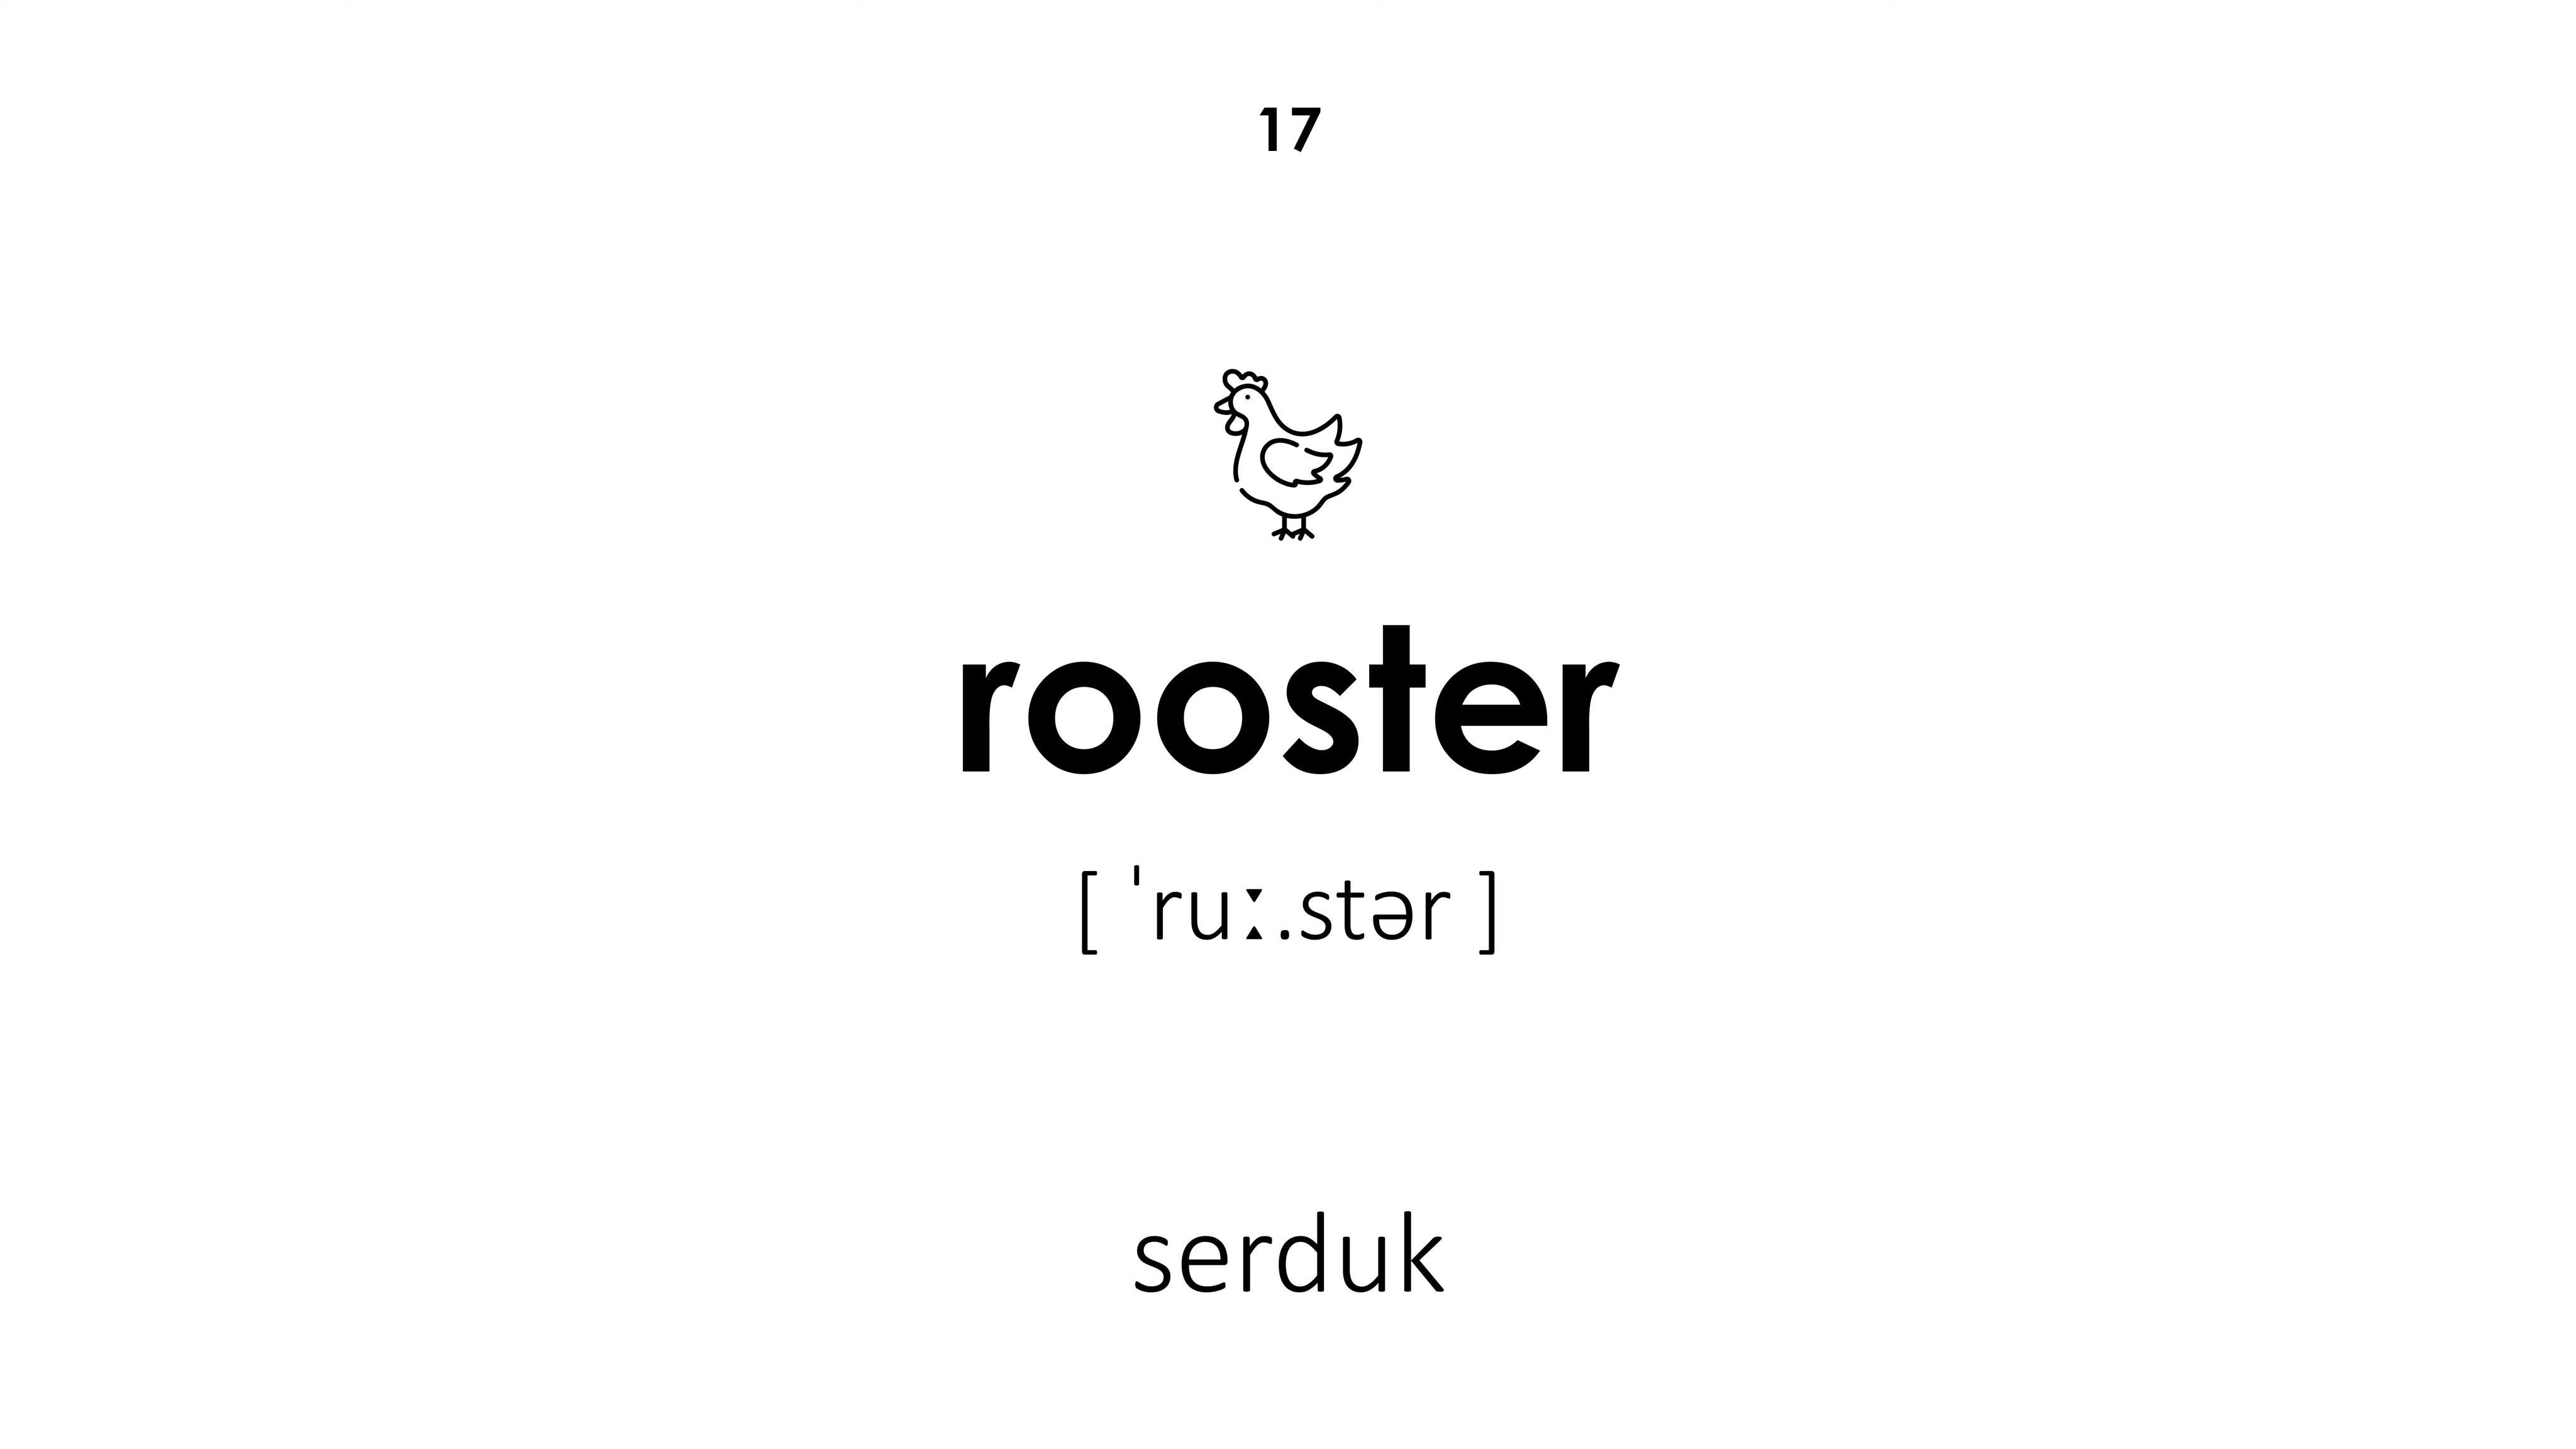 17
rooster
[ ˈruː.stər ]
serduk